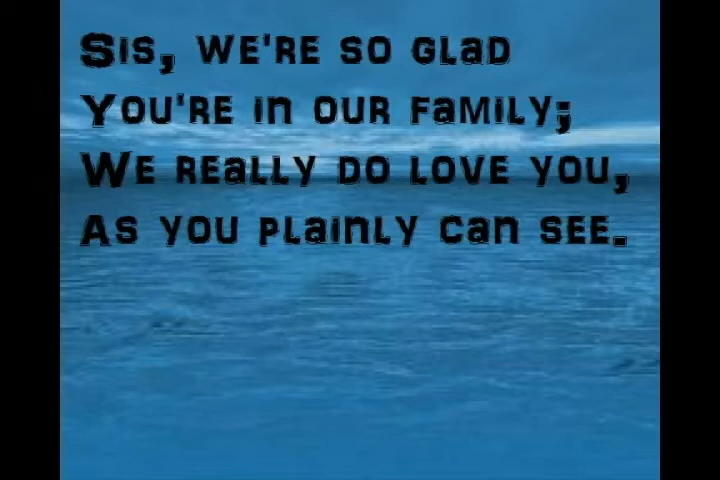 Sis, we're so glad
You're in our family;
We really do love you,
As you plainly can see.